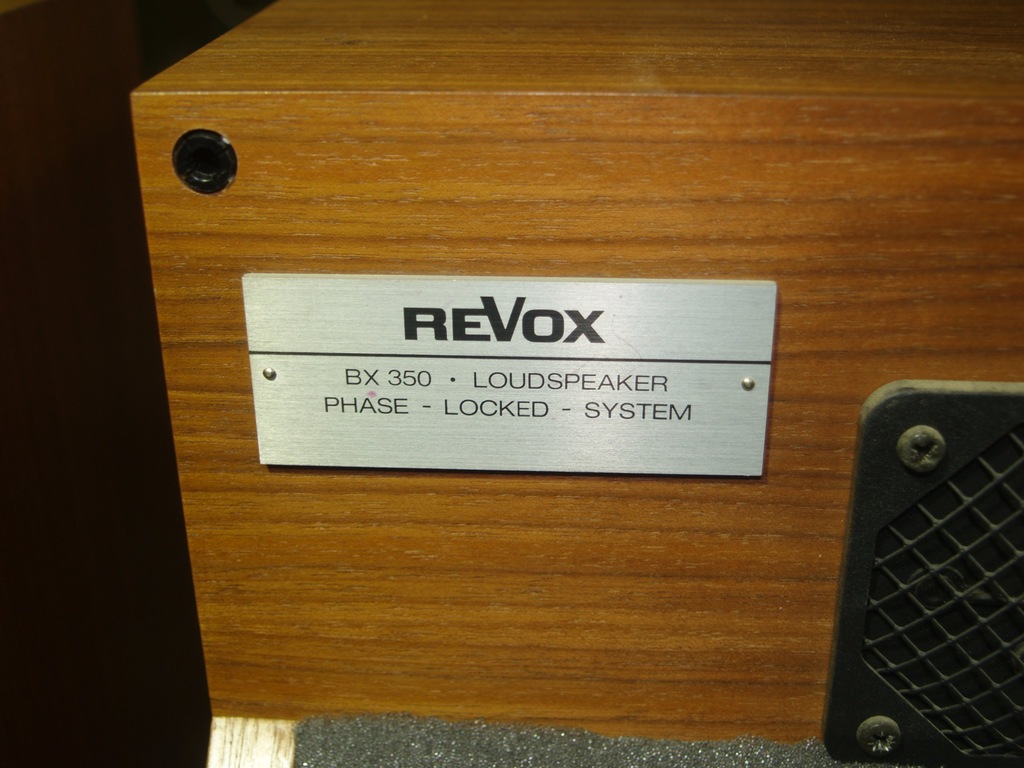 REVOX
BX 350 · LOUDSPEAKER
PHASE - LOCKED - SYSTEM